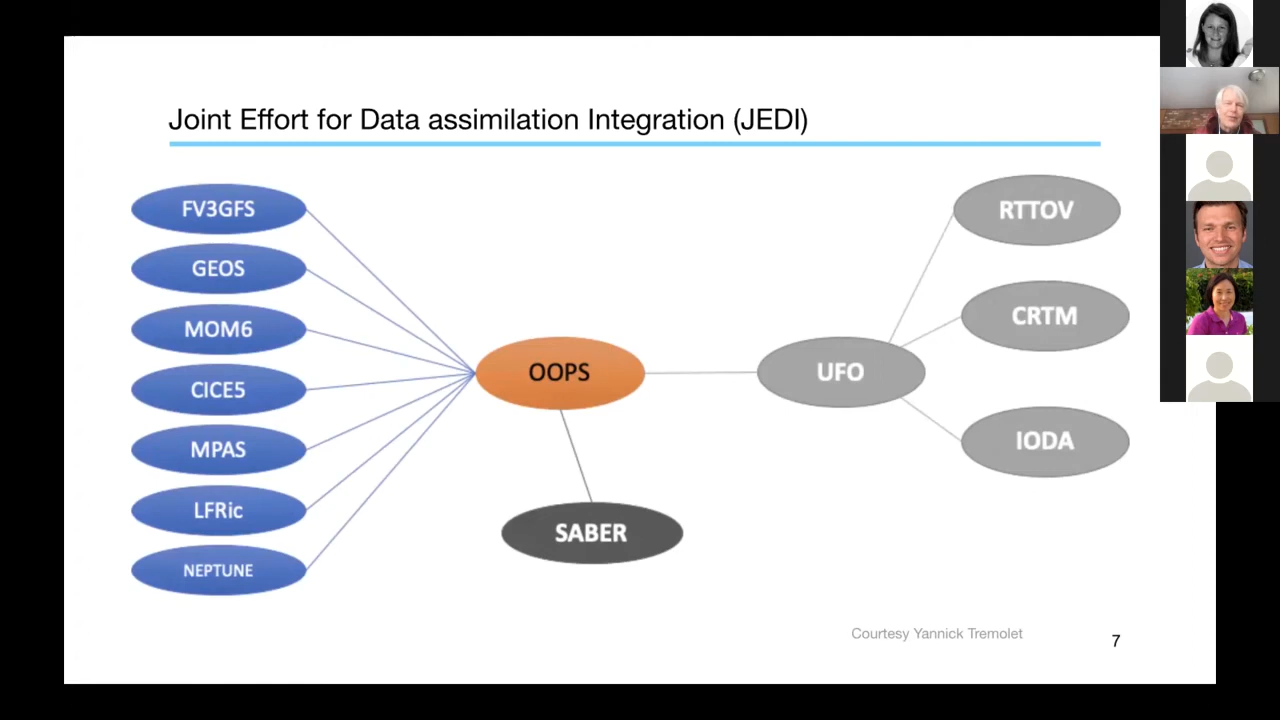 Joint Effort for Data assimilation Integration (JEDI)
FV3GFS
GEOS
MOM6
CICE5
MPAS
LFRic
NEPTUNE
OOPS
SABER
UFO
RTTOV
CRTM
IODA
Courtesy Yannick Tremolet
7